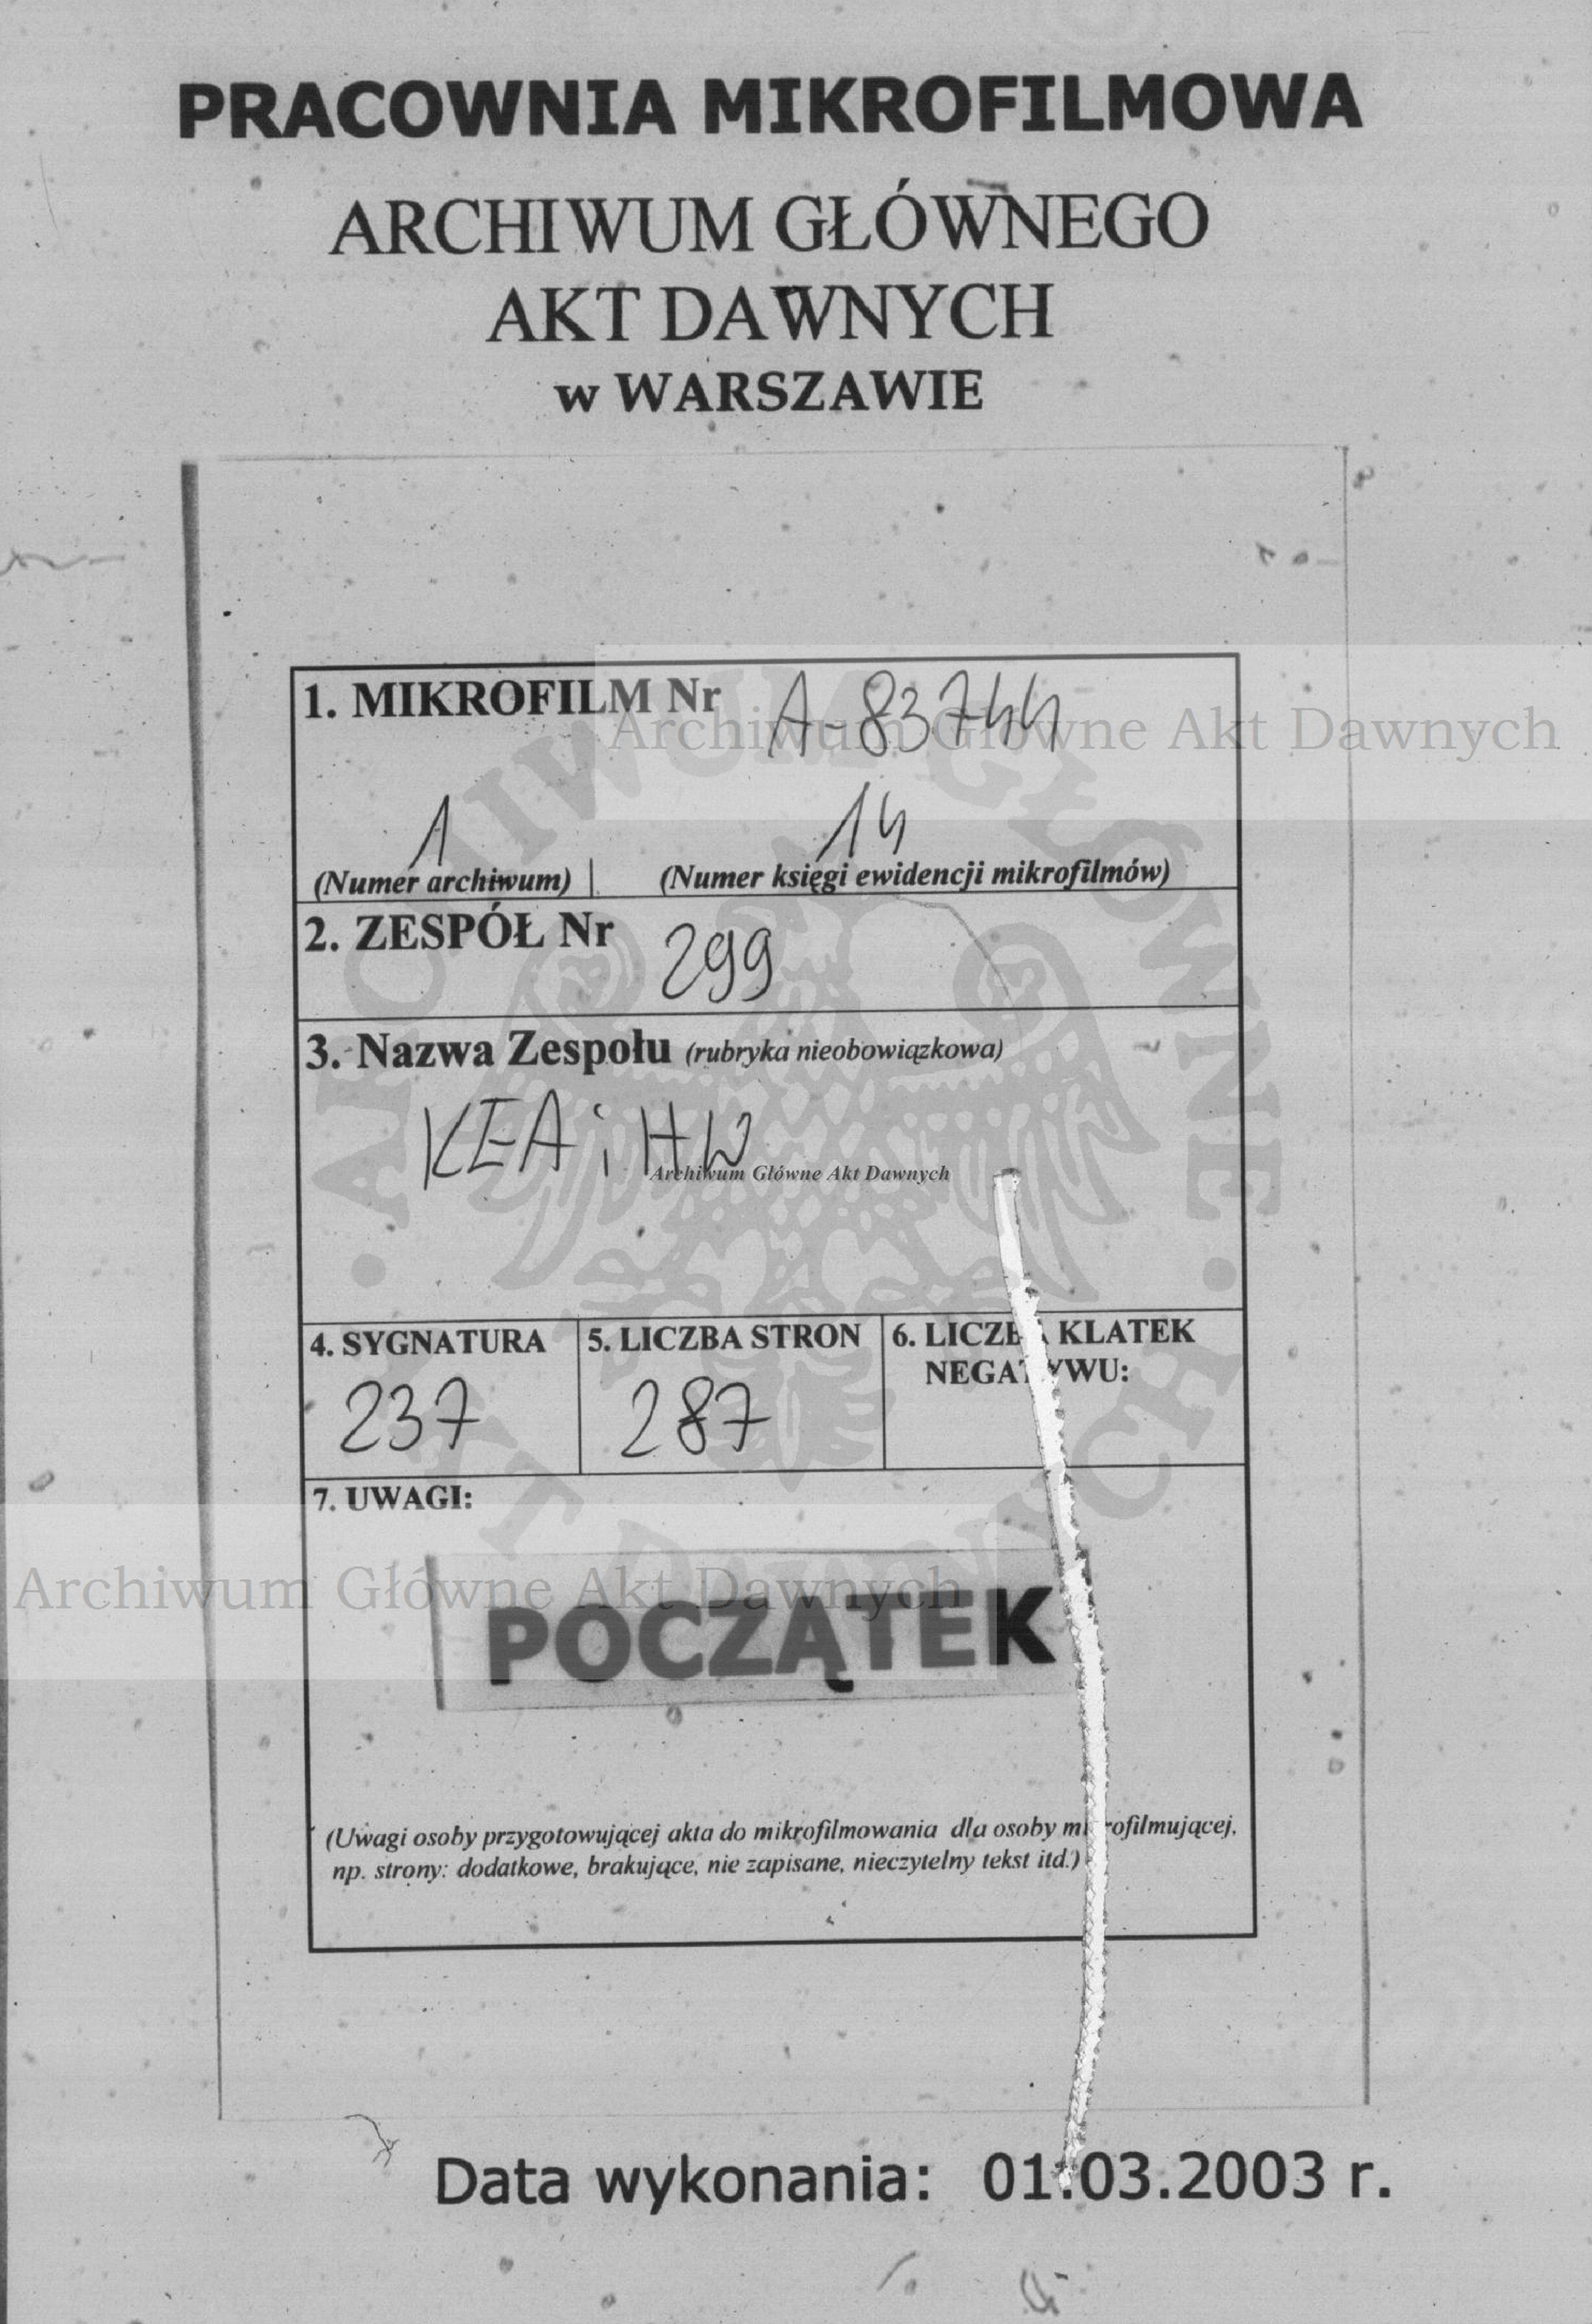 PRACOWNIA MIKROFILMOWA
ARCHIWUM GŁÓWNEGO
AKT DAWNYCH
w WARSZAWIE
1. MIKROFILM Nr A-83744
Archiwum Główne Akt Dawnych
1 14
(Numer archiwum) (Numer księgi ewidencji mikrofilmów)
2. ZESPÓŁ Nr 299
3. Nazwa Zespołu (rubryka nieobowiązkowa)
KEA i HW
Archiwum Główne Akt Dawnych
4. SYGNATURA 5. LICZBA STRON 6. LICZBA KLATEK
NEGATYWU:
237 287
7. UWAGI:
Archiwum Główne Akt Dawnych
POCZĄTEK
(Uwagi osoby przygotowującej akta do mikrofilmowania dla osoby mikrofilmującej,
np. strony: dodatkowe, brakujące, nie zapisane, nieczytelny tekst itd.)
Data wykonania: 01.03.2003 r.
ARCHIWUM GŁÓWNE AKT DAWNYCH